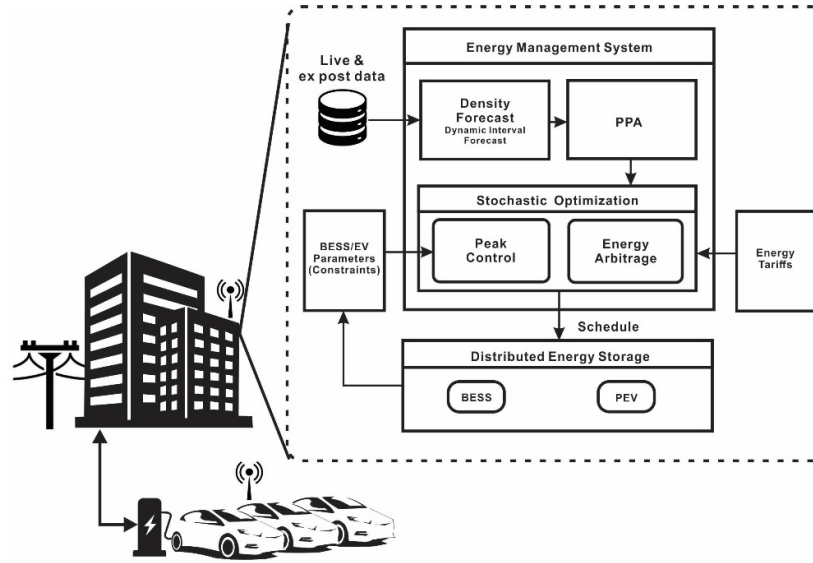 Energy Management System
Live &
ex post data
Density
Forecast
Dynamic Interval
Forecast
PPA
Stochastic Optimization
BESS/EV
Parameters
(Constraints)
Peak
Control
Energy
Arbitrage
Energy
Tariffs
Schedule
Distributed Energy Storage
BESS
PEV